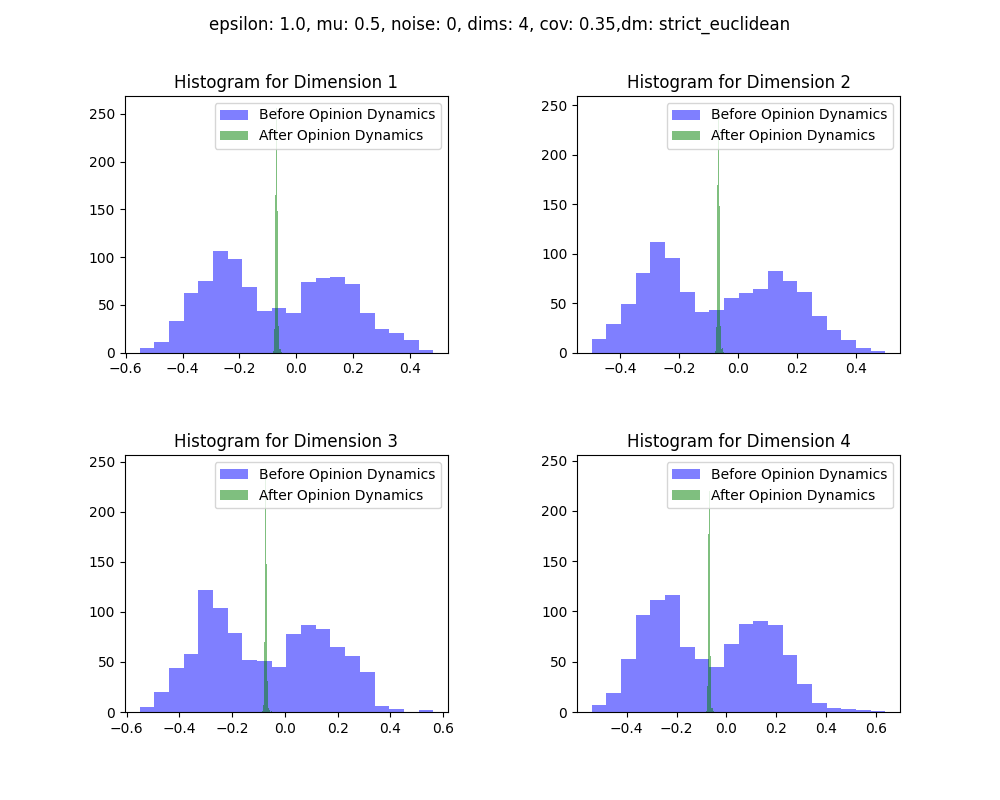 epsilon: 1.0, mu: 0.5, noise: 0, dims: 4, cov: 0.35,dm: strict_euclidean
Histogram for Dimension 1
Before Opinion Dynamics
After Opinion Dynamics
250
200
150
100
50
0
−0.6 −0.4 −0.2 0.0 0.2 0.4
Histogram for Dimension 2
Before Opinion Dynamics
After Opinion Dynamics
250
200
150
100
50
0
−0.4 −0.2 0.0 0.2 0.4
Histogram for Dimension 3
Before Opinion Dynamics
After Opinion Dynamics
250
200
150
100
50
0
−0.6 −0.4 −0.2 0.0 0.2 0.4 0.6
Histogram for Dimension 4
Before Opinion Dynamics
After Opinion Dynamics
250
200
150
100
50
0
−0.4 −0.2 0.0 0.2 0.4 0.6